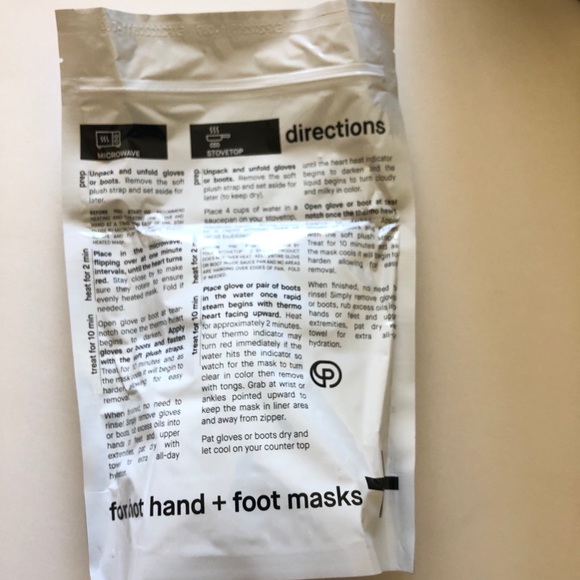 directions
MICROWAVE
prep
Unpack and unfold gloves
or boots. Remove the soft
plush strap and set aside for
later.
heat for 2 min
Place in the microwave,
flipping over at one minute
intervals, until the heart turns
red. Stay close by to make
sure they rotate to ensure
evenly heated mask. Fold if
needed.
treat for 10 min
Open glove or boot at tear-
notch once the thermo heart
begins to darken. Apply
gloves or boots and fasten
with the soft plush straps.
Treat for 10 minutes and as
the mask cools it will begin to
harden allowing for easy
removal.
When finished, no need to
rinse! Simply remove gloves
or boots, rub excess oils into
hands or feet and upper
extremities, pat dry with
towel for extra all-day
hydration.
STOVETOP
prep
Unpack and unfold gloves
or boots. Remove the soft
plush strap and set aside for
later (to keep dry).
Place 4 cups of water in a
saucepan on your stovetop.
heat for 2
treat for 10 min
Place glove or pair of boots
in the water once rapid
steam begins with thermo
heart facing upward. Heat
for approximately 2 minutes.
Your thermo indicator may
turn red immediately if the
water hits the indicator so
watch for the mask to turn
clear in color then remove
with tongs. Grab at wrist or
ankles pointed upward to
keep the mask in liner area
and away from zipper.
Pat gloves or boots dry and
let cool on your counter top
until the heart heat indicator
begins to darken and the
liquid begins to turn cloudy
and milky in color.
Open glove or boot at tear
notch once the thermo heart
with the soft plush
Treat for 10 minutes and as
the mask cools it will begin to
harden allowing for easy
removal.
When finished, no need
rinse! Simply remove gloves
or boots, rub excess oils
hands or feet and upper
extremities, pat dry
towel for extra all-
hydration.
for hot hand + foot masks